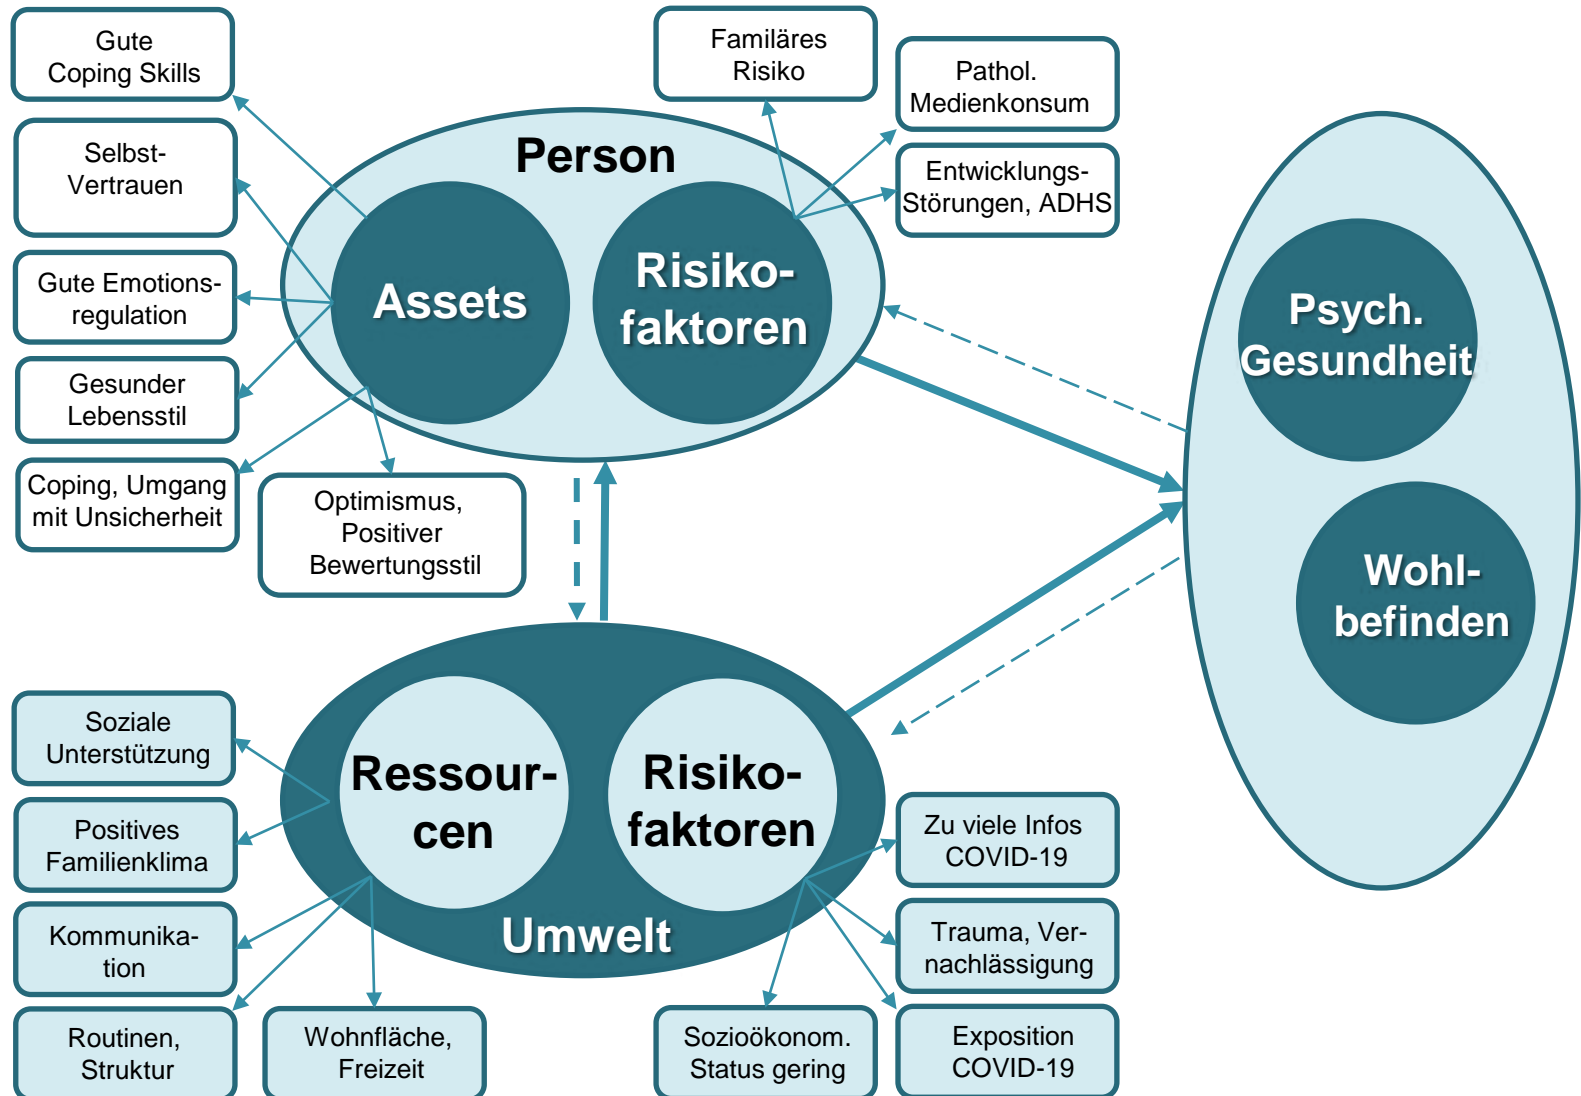 Gute
Coping Skills
Selbst-
Vertrauen
Gute Emotions-
regulation
Gesunder
Lebensstil
Coping, Umgang
mit Unsicherheit
Optimismus,
Positiver
Bewertungsstil
Person
Assets
Risiko-
faktoren
Familäres
Risiko
Pathol.
Medienkonsum
Entwicklungs-
Störungen, ADHS
Psych.
Gesundheit
Wohl-
befinden
Soziale
Unterstützung
Positives
Familienklima
Kommunika-
tion
Routinen,
Struktur
Wohnfläche,
Freizeit
Ressour-
cen
Risiko-
faktoren
Umwelt
Sozioökonom.
Status gering
Zu viele Infos
COVID-19
Trauma, Ver-
nachlässigung
Exposition
COVID-19